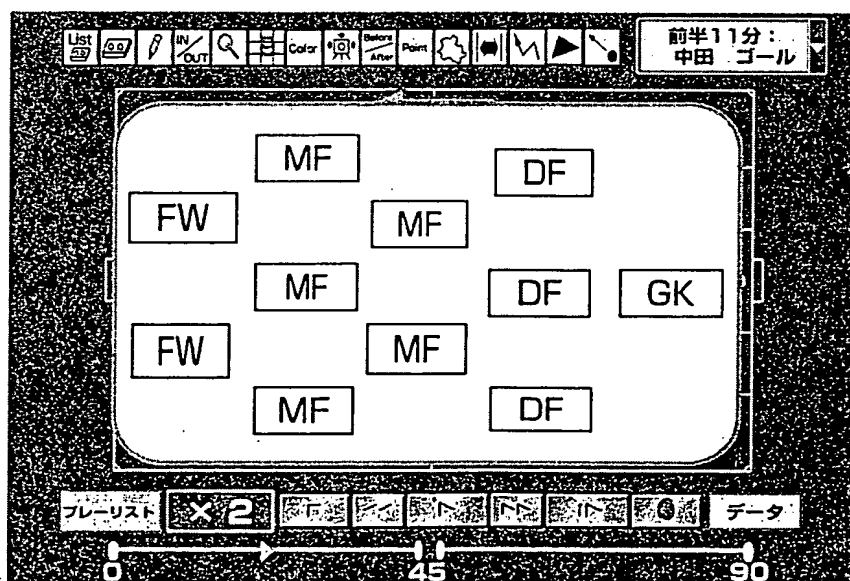 List
IN/OUT
Color
Before/After
Point
前半11分:
中田 ゴール
MF
DF
FW
MF
MF
DF
GK
FW
MF
MF
DF
プレーリスト
×2
データ
0
45
90